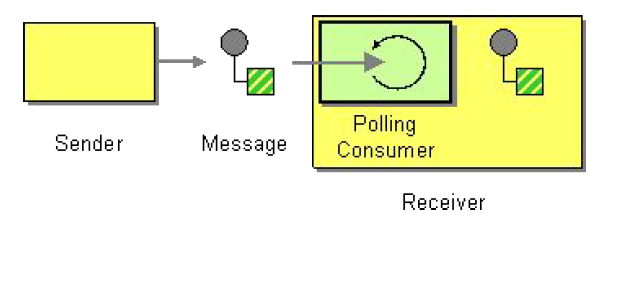 Sender
Message
Polling
Consumer
Receiver